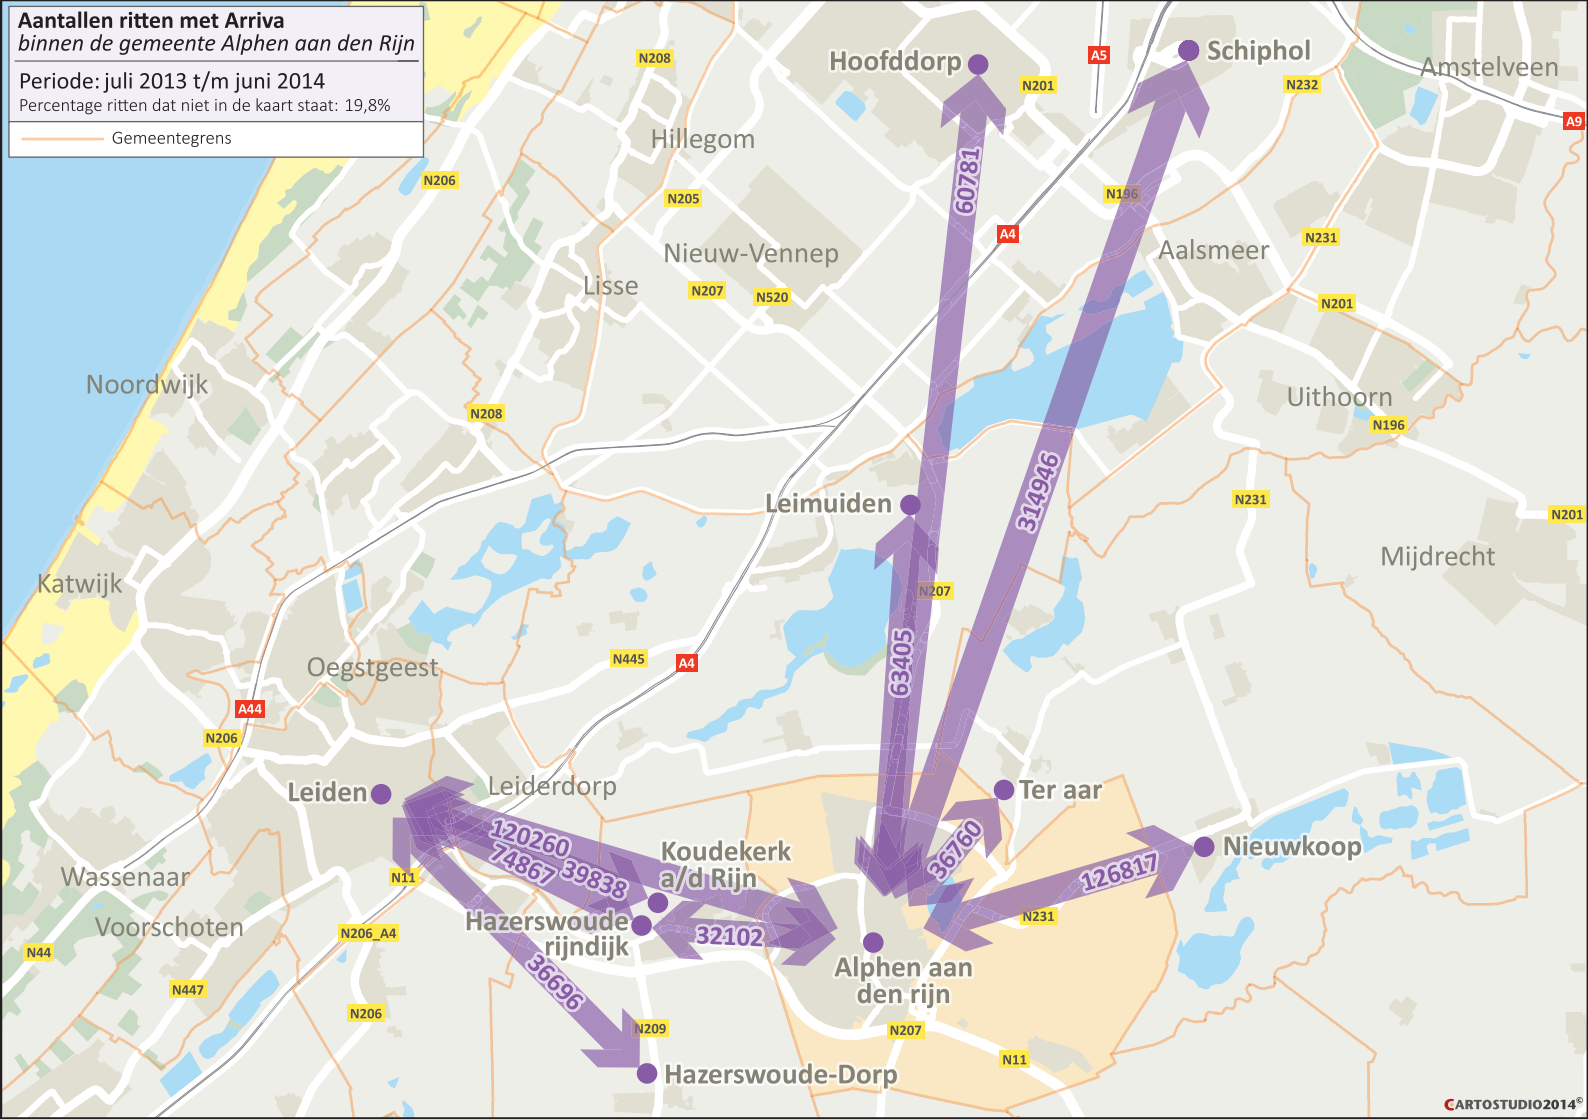 Aantallen ritten met Arriva
binnen de gemeente Alphen aan den Rijn
Periode: juli 2013 t/m juni 2014
Percentage ritten dat niet in de kaart staat: 19,8%
Gemeentegrens
Hoofddorp
Schiphol
A5
Amstelveen
N208
N201
N232
A9
Hillegom
N206
60781
N205
N196
A4
N231
Nieuw-Vennep
Aalsmeer
Lisse
N207
N520
N201
Noordwijk
Uithoorn
N208
N196
314946
Leimuiden
N231
N201
Mijdrecht
Katwijk
N207
63405
Oegstgeest
N445
A4
A44
N206
Leiden
Leiderdorp
Ter aar
120260
74867
39838
Koudekerk
a/d Rijn
36760
Nieuwkoop
Wassenaar
N11
126817
Voorschoten
N206_A4
Hazerswoude
rijndijk
32102
N231
N44
Alphen aan
den rijn
N447
36696
N206
N209
N207
N11
Hazerswoude-Dorp
CARTOSTUDIO2014©